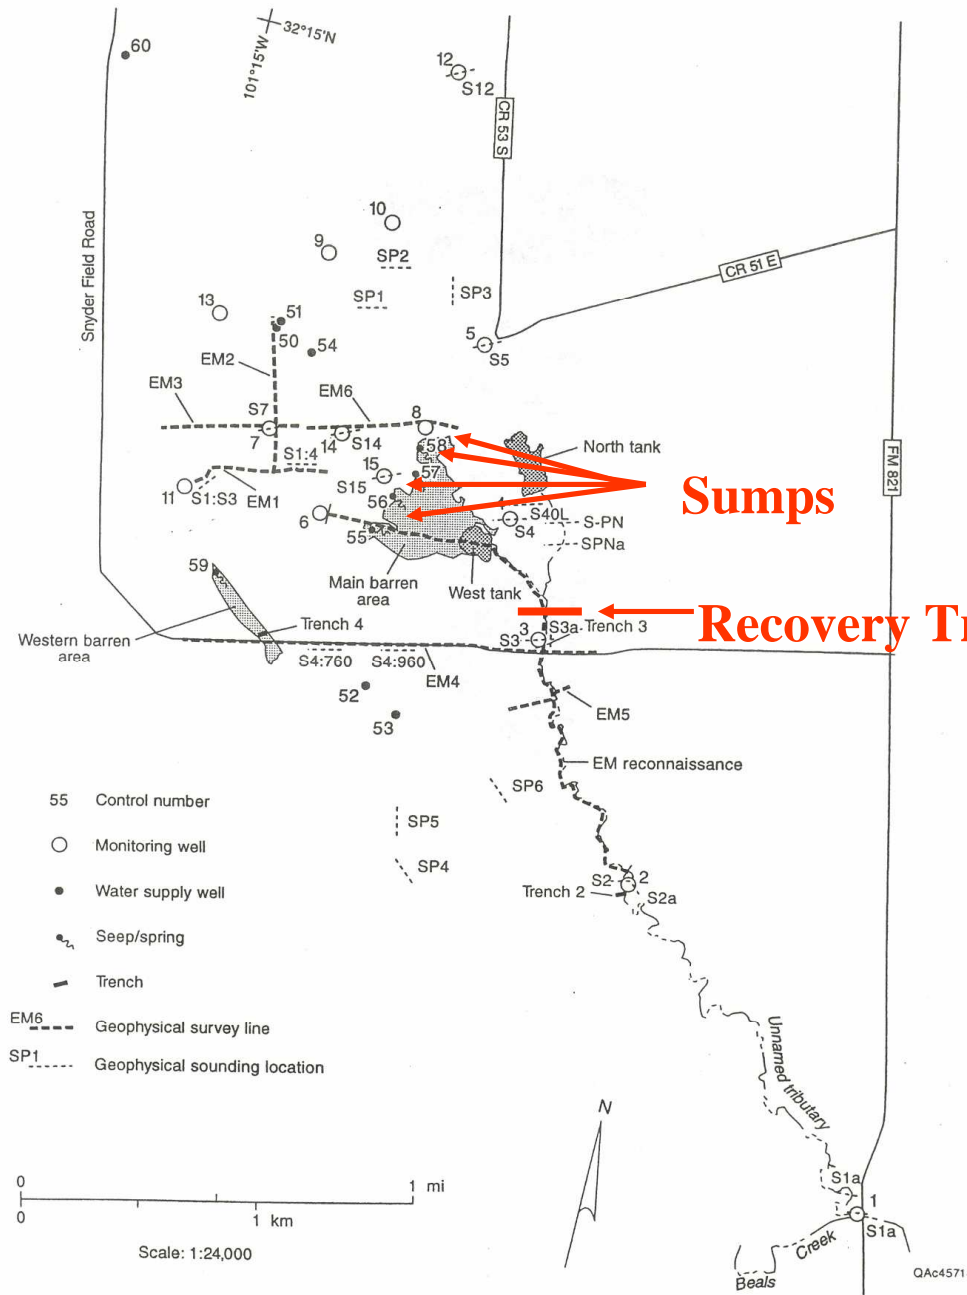 60
32°15'N
101°15'W
12
S12
CR 53 S
Snyder Field Road
10
9
SP2
SP1
SP3
CR 51 E
13
51
50
54
5
S5
EM2
EM3
EM6
S7
7
8
14
S14
S1:4
58
North tank
FM 821
15
57
S15
56
Sumps
11
S1:S3
EM1
6
4
S40L
S4
S-PN
SPNa
55
59
Main barren
area
West tank
Trench 4
3
S3
S3a
Trench 3
Recovery Tr
Western barren
area
S4:760
S4:960
EM4
52
53
EM5
EM reconnaissance
SP6
SP5
SP4
S2
2
Trench 2
S2a
55 Control number
Monitoring well
Water supply well
Seep/spring
Trench
EM6 Geophysical survey line
SP1 Geophysical sounding location
Unnamed tributary
N
0 1 mi
0 1 km
Scale: 1:24,000
S1a
1
S1a
Beals Creek
QAc4571